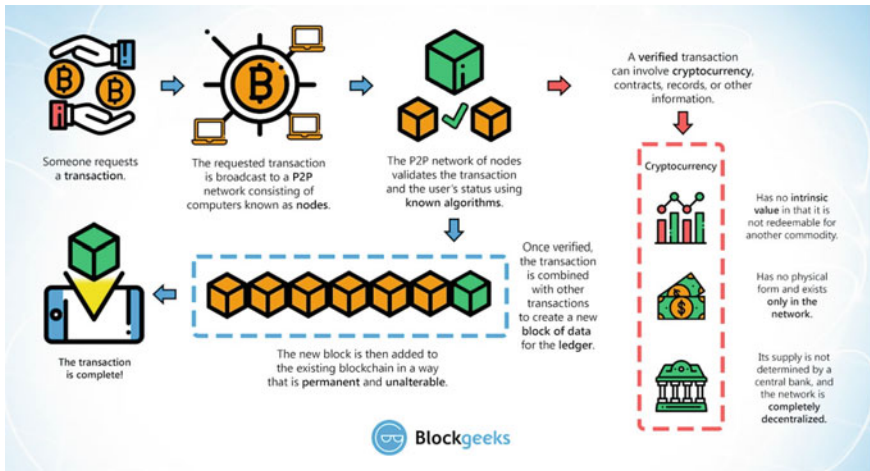 Someone requests
a transaction.
The requested transaction
is broadcast to a P2P
network consisting of
computers known as nodes.
The P2P network of nodes
validates the transaction
and the user's status using
known algorithms.
A verified transaction
can involve cryptocurrency,
contracts, records, or other
information.
Cryptocurrency
Has no intrinsic
value in that it is
not redeemable for
another commodity.
Has no physical
form and exists
only in the
network.
Its supply is not
determined by a
central bank, and
the network is
completely
decentralized.
Once verified,
the transaction
is combined
with other
transactions
to create a new
block of data
for the ledger.
The new block is then added to
the existing blockchain in a way
that is permanent and unalterable.
The transaction
is complete!
Blockgeeks